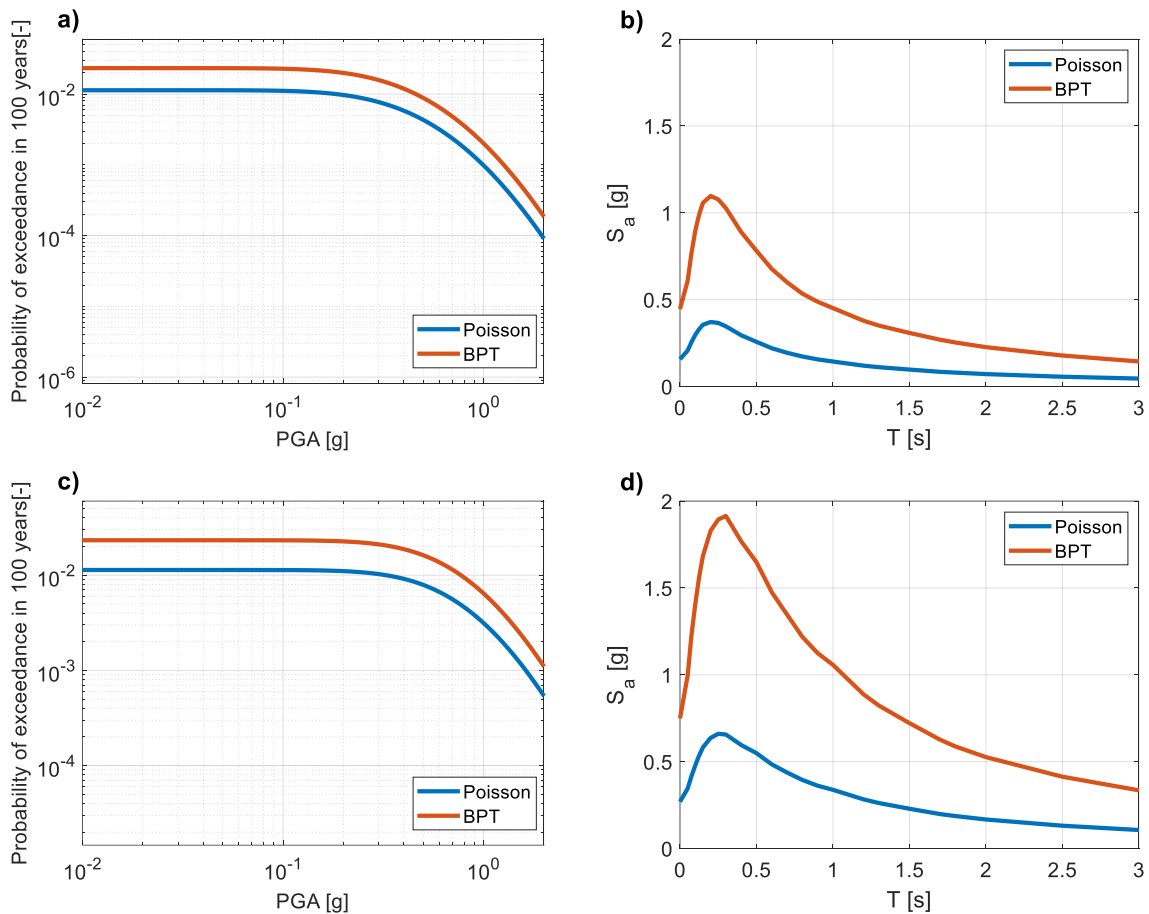 a)
Probability of exceedance in 100 years[-]
10^-2
10^-4
10^-6
10^-2
10^-1
10^0
PGA [g]
Poisson
BPT
b)
S_a [g]
2
1.5
1
0.5
0
0
0.5
1
1.5
2
2.5
3
T [s]
Poisson
BPT
c)
Probability of exceedance in 100 years[-]
10^-2
10^-3
10^-4
10^-2
10^-1
10^0
PGA [g]
Poisson
BPT
d)
S_a [g]
2
1.5
1
0.5
0
0
0.5
1
1.5
2
2.5
3
T [s]
Poisson
BPT